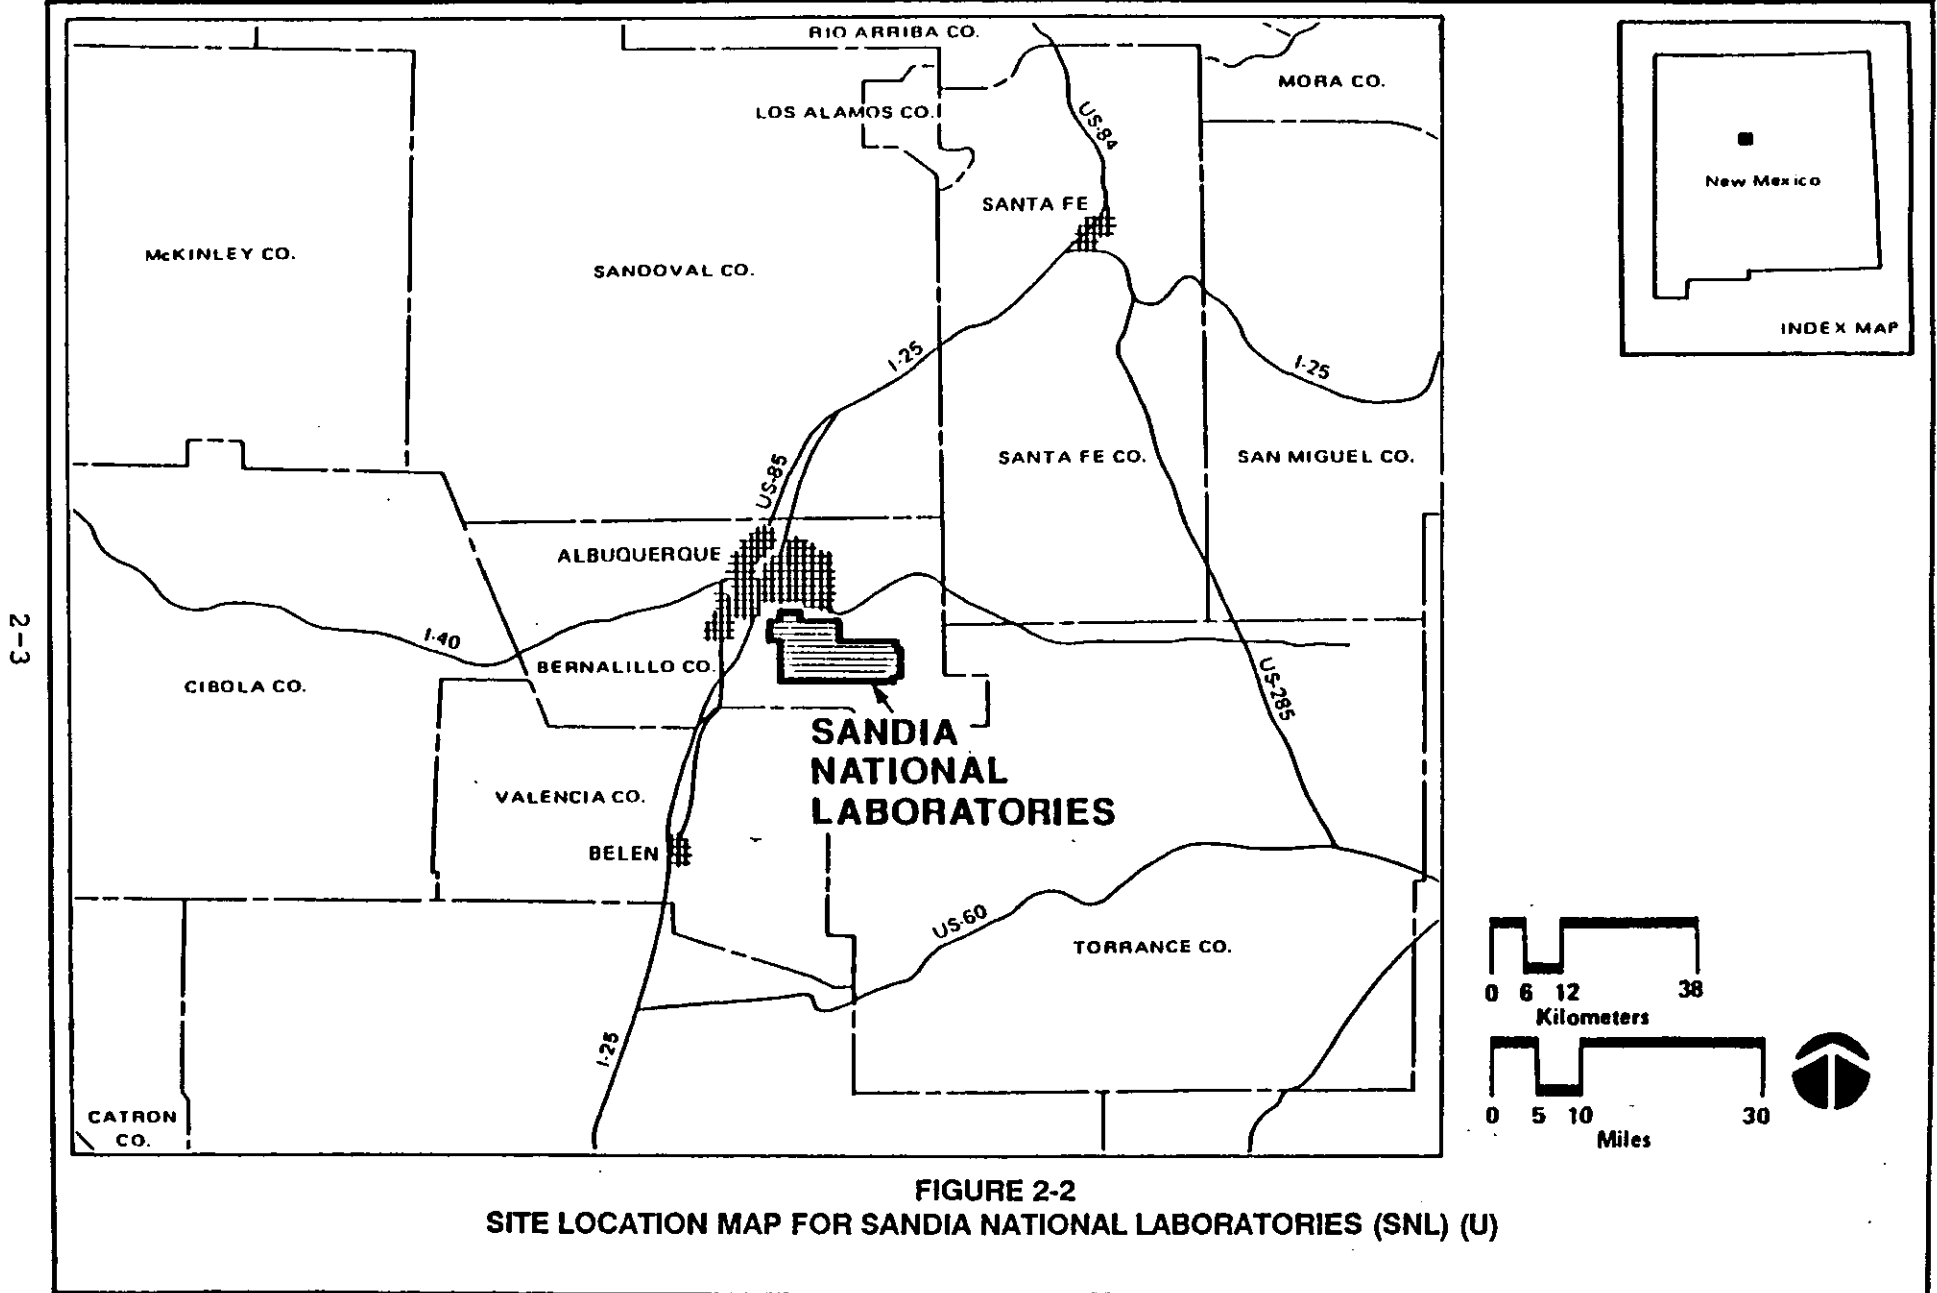 RIO ARRIBA CO.
MORA CO.
LOS ALAMOS CO.
US-84
SANTA FE
New Mexico
INDEX MAP
McKINLEY CO.
SANDOVAL CO.
I-25
I-25
US-85
SANTA FE CO.
SAN MIGUEL CO.
ALBUQUERQUE
2-3
I-40
BERNALILLO CO.
CIBOLA CO.
US-285
SANDIA
NATIONAL
LABORATORIES
VALENCIA CO.
BELEN
US-60
TORRANCE CO.
I-25
0 6 12 38
Kilometers
0 5 10 30
Miles
CATRON
CO.
FIGURE 2-2
SITE LOCATION MAP FOR SANDIA NATIONAL LABORATORIES (SNL) (U)